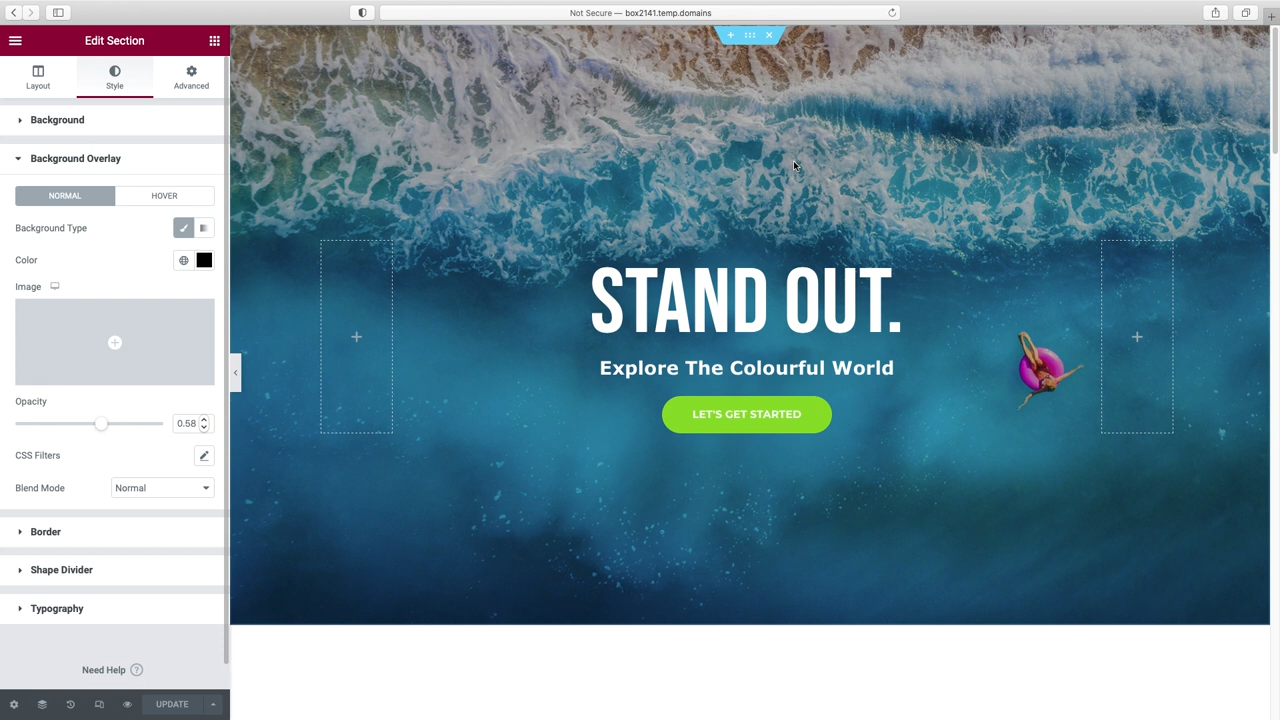 Not Secure — box2141.temp.domains
Edit Section
Layout
Style
Advanced
Background
Background Overlay
NORMAL
HOVER
Background Type
Color
Image
Opacity
0.58
CSS Filters
Blend Mode
Normal
Border
Shape Divider
Typography
Need Help ?
UPDATE
STAND OUT.
Explore The Colourful World
LET'S GET STARTED